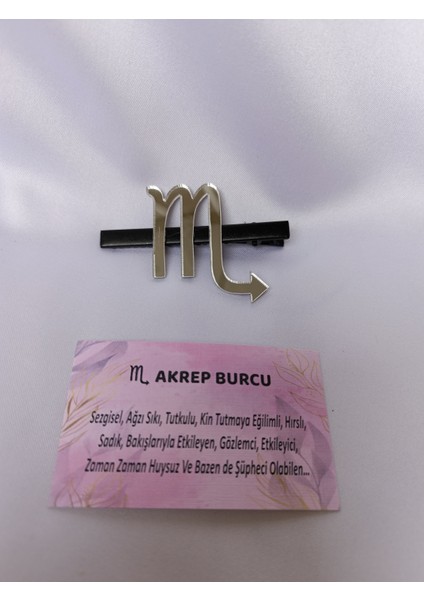 ♏ AKREP BURCU
Sezgisel, Ağzı Sıkı, Tutkulu, Kin Tutmaya Eğilimli, Hırslı,
Sadık, Bakışlarıyla Etkileyen, Gözlemci, Etkileyici,
Zaman Zaman Huysuz Ve Bazen de Şüpheci Olabilen...